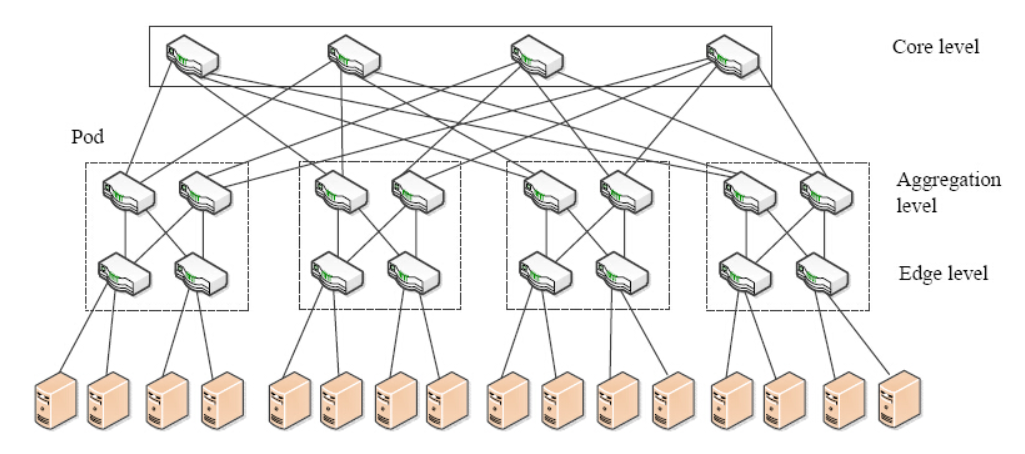 Core level
Pod
Aggregation
level
Edge level